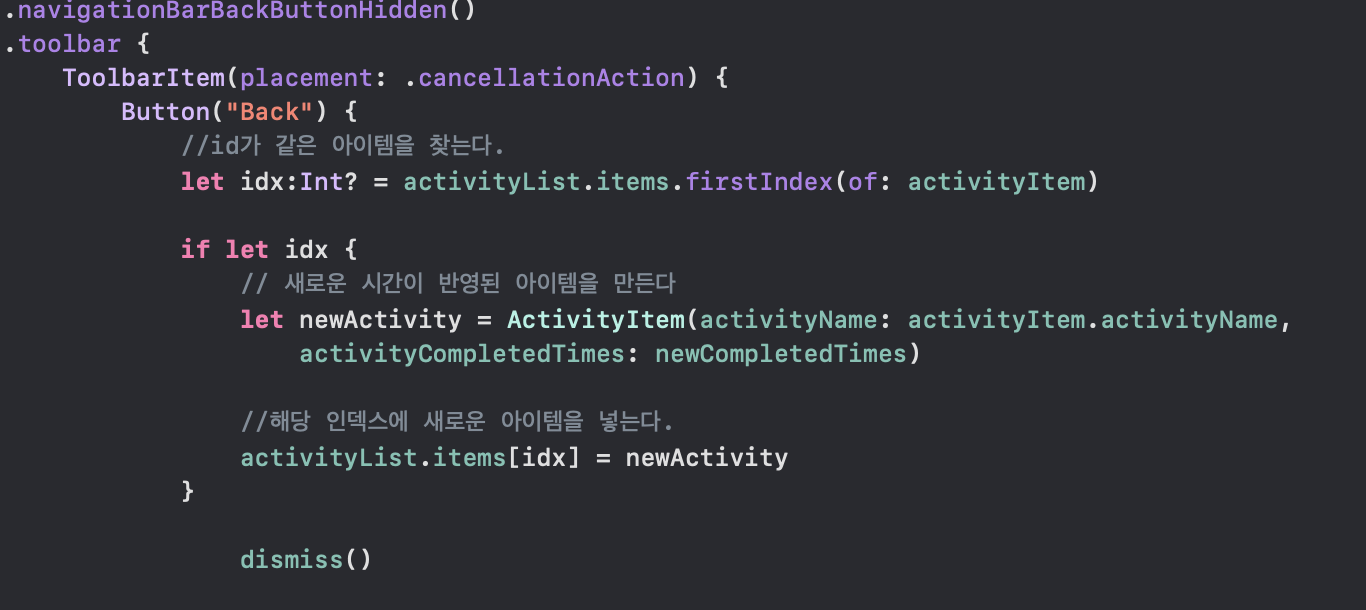 .navigationBarBackButtonHidden()
.toolbar {
    ToolbarItem(placement: .cancellationAction) {
        Button("Back") {
            //id가 같은 아이템을 찾는다.
            let idx:Int? = activityList.items.firstIndex(of: activityItem)
            if let idx {
                // 새로운 시간이 반영된 아이템을 만든다
                let newActivity = ActivityItem(activityName: activityItem.activityName,
                    activityCompletedTimes: newCompletedTimes)
                //해당 인덱스에 새로운 아이템을 넣는다.
                activityList.items[idx] = newActivity
            }
                dismiss()